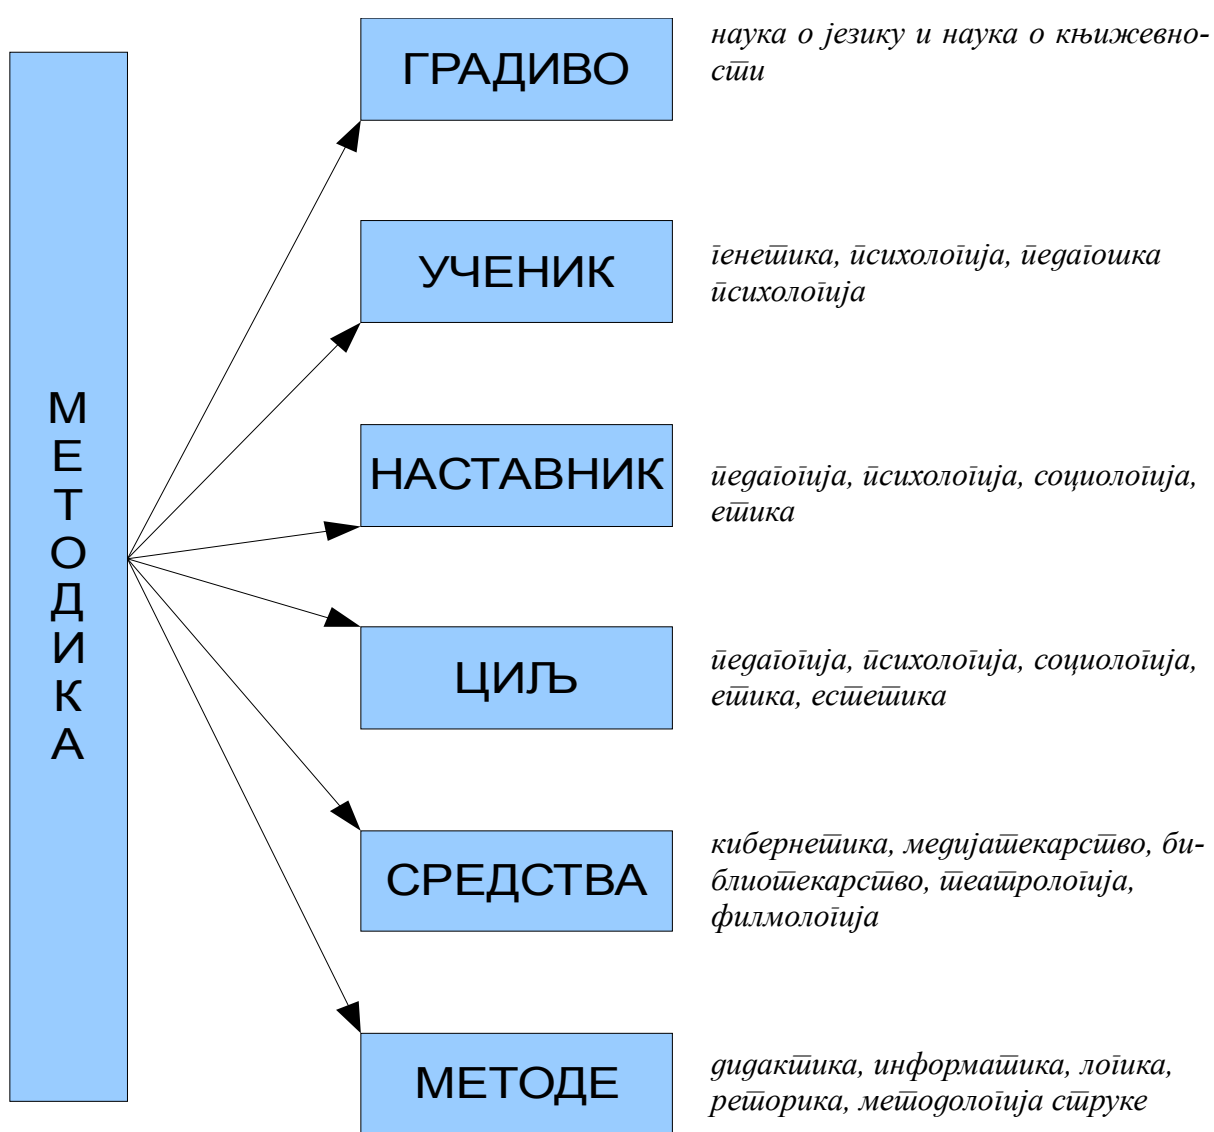 МЕТОДИКА
ГРАДИВО
наука о језику и наука о књижевно-
сти
УЧЕНИК
генетика, психологија, педагошка
психологија
НАСТАВНИК
педагогија, психологија, социологија,
етика
ЦИЉ
педагогија, психологија, социологија,
етика, естетика
СРЕДСТВА
кибернетика, медијатекарство, би-
блиотекарство, театрологија,
филмологија
МЕТОДЕ
дидактика, информатика, логика,
реторика, методологија струке